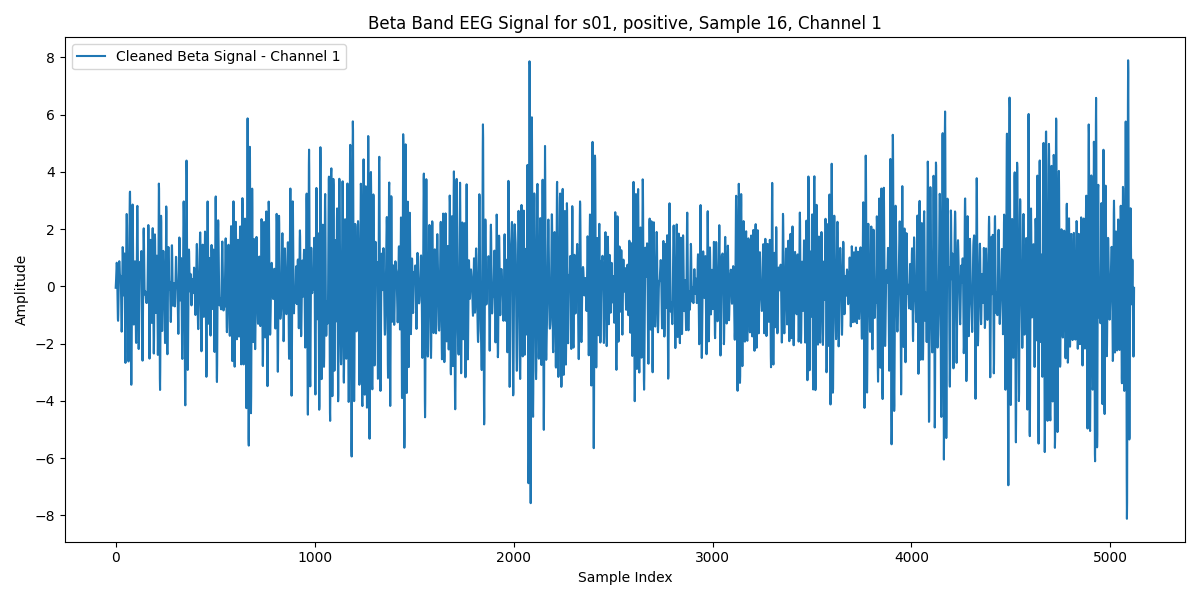 Beta Band EEG Signal for s01, positive, Sample 16, Channel 1
Cleaned Beta Signal - Channel 1
Amplitude
8
6
4
2
0
−2
−4
−6
−8
0 1000 2000 3000 4000 5000
Sample Index